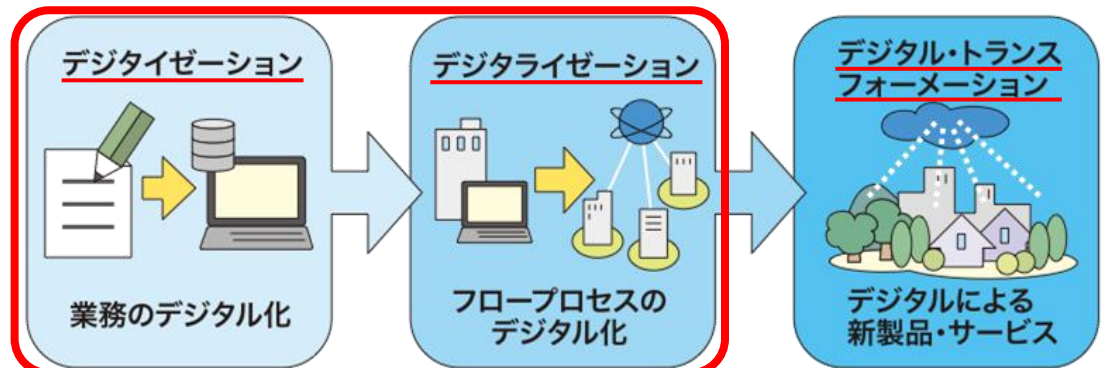 デジタイゼーション
業務のデジタル化
デジタライゼーション
フロープロセスの
デジタル化
デジタル・トランス
フォーメーション
デジタルによる
新製品・サービス